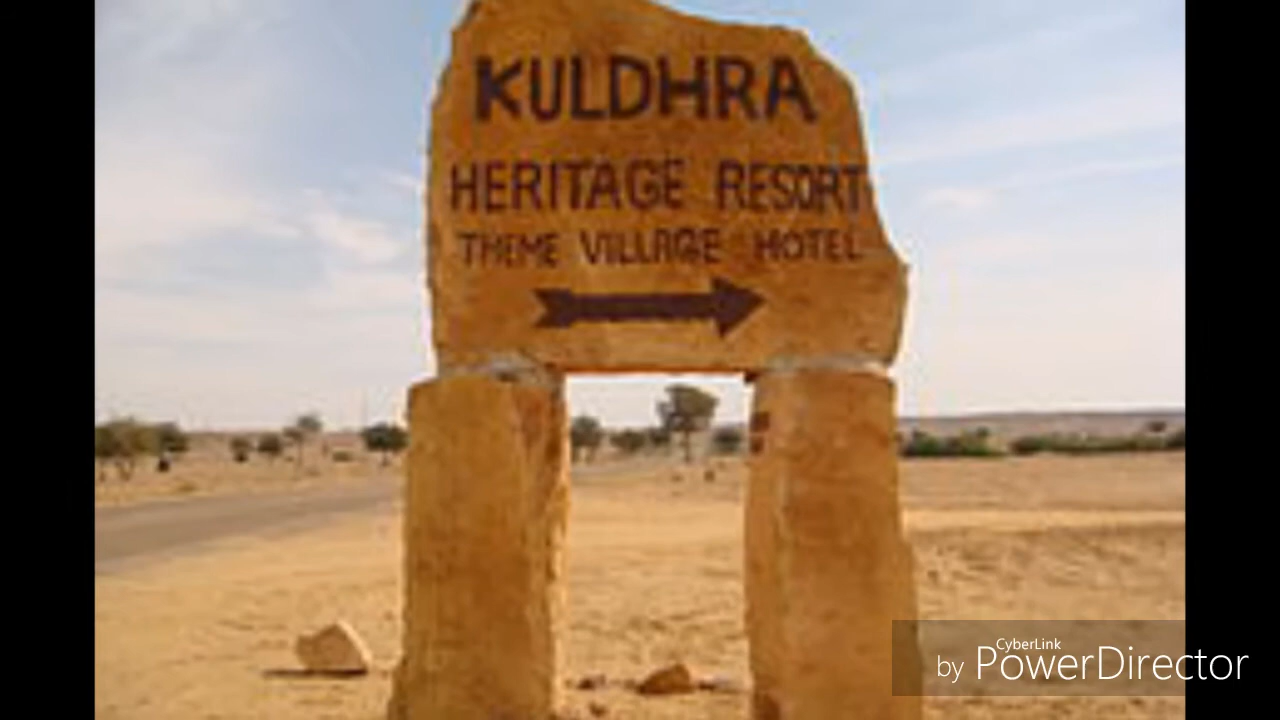 KULDHRA
HERITAGE RESORT
THEME VILLAGE HOTEL
CyberLink
by PowerDirector